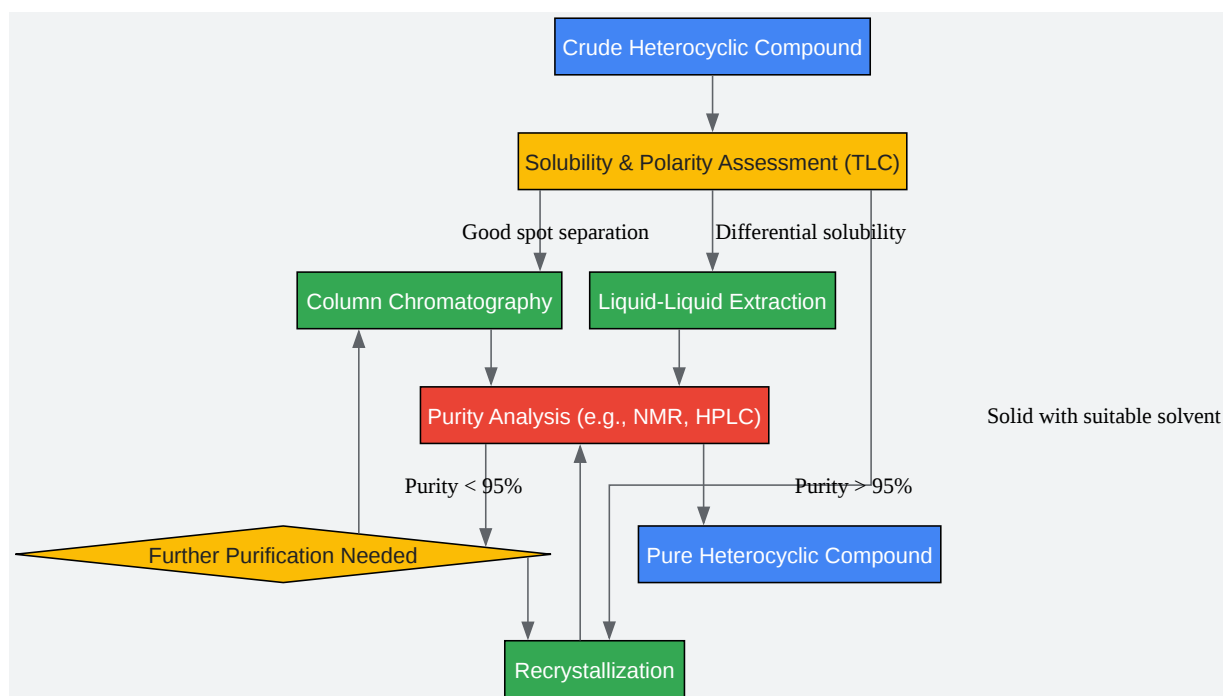 Crude Heterocyclic Compound
Solubility & Polarity Assessment (TLC)
Good spot separation
Differential solubility
Column Chromatography
Liquid-Liquid Extraction
Purity Analysis (e.g., NMR, HPLC)
Solid with suitable solvent
Purity < 95%
Purity > 95%
Further Purification Needed
Pure Heterocyclic Compound
Recrystallization